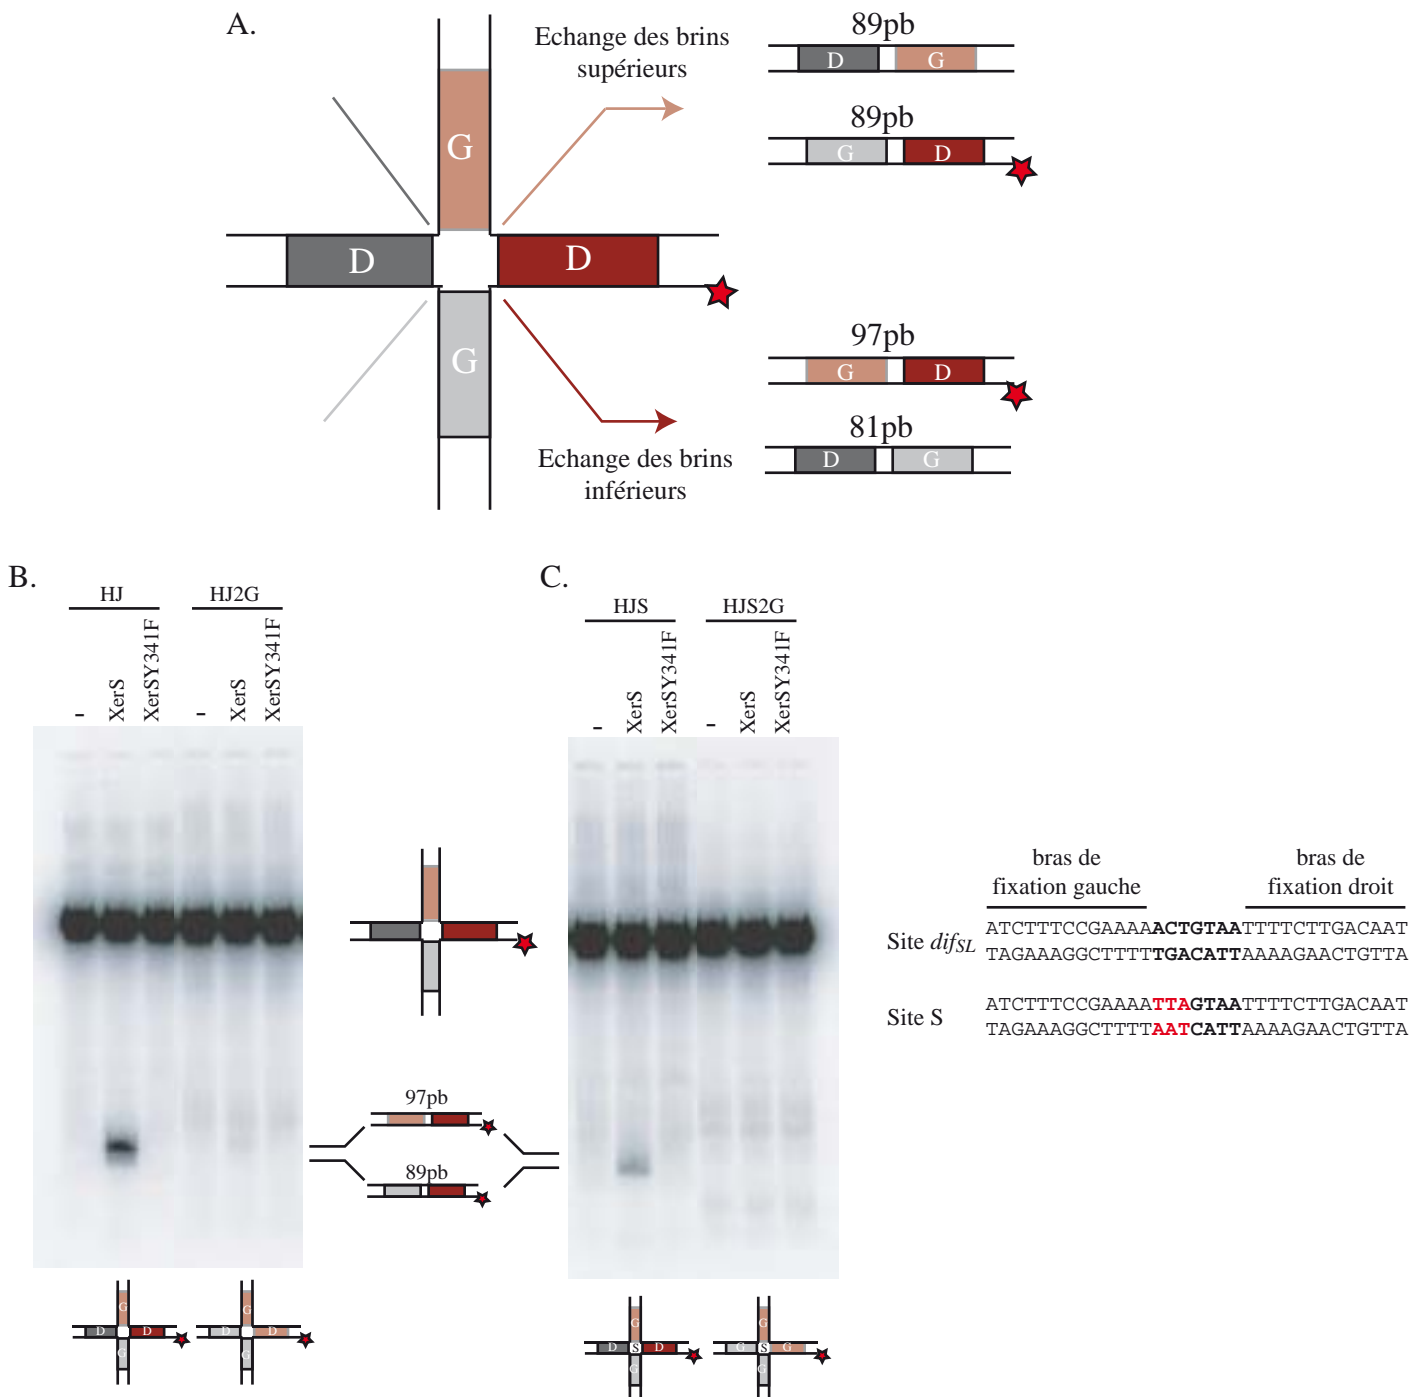 A.
Echange des brins
supérieurs
89pb
D G
89pb
G D
G
D D
G
97pb
G D
81pb
D G
Echange des brins
inférieurs
B.
HJ HJ2G
- XerS XerSY341F - XerS XerSY341F
C.
HJS HJS2G
- XerS XerSY341F - XerS XerSY341F
97pb
89pb
bras de
fixation gauche
bras de
fixation droit
Site difSL
ATCTTTCCGAAAAACTGTAATTTTCTTGACAAT
TAGAAAGGCTTTTTGACATTAAAAGAACTGTTA
Site S
ATCTTTCCGAAAATTAGTAATTTTCTTGACAAT
TAGAAAGGCTTTTAATCATTAAAAGAACTGTTA
G
D D
G
G
D D
G
G
D S D
G
G
G S G
G